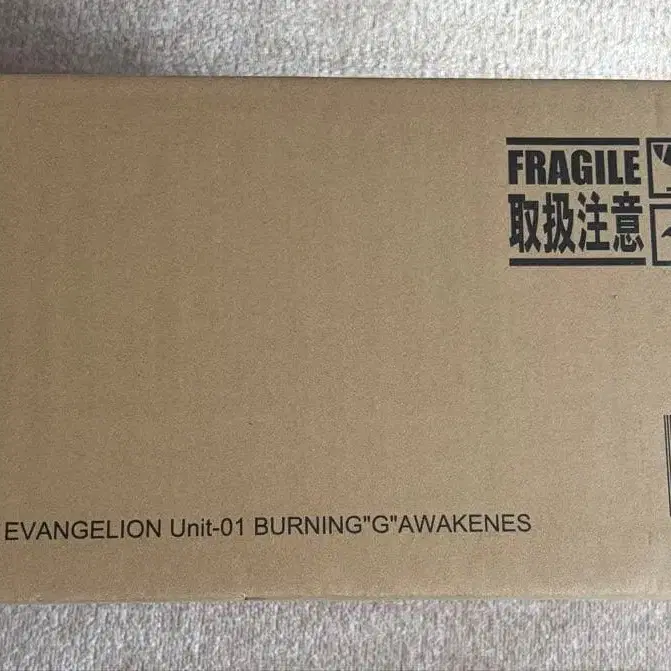 FRAGILE
取扱注意
EVANGELION Unit-01 BURNING"G"AWAKENES